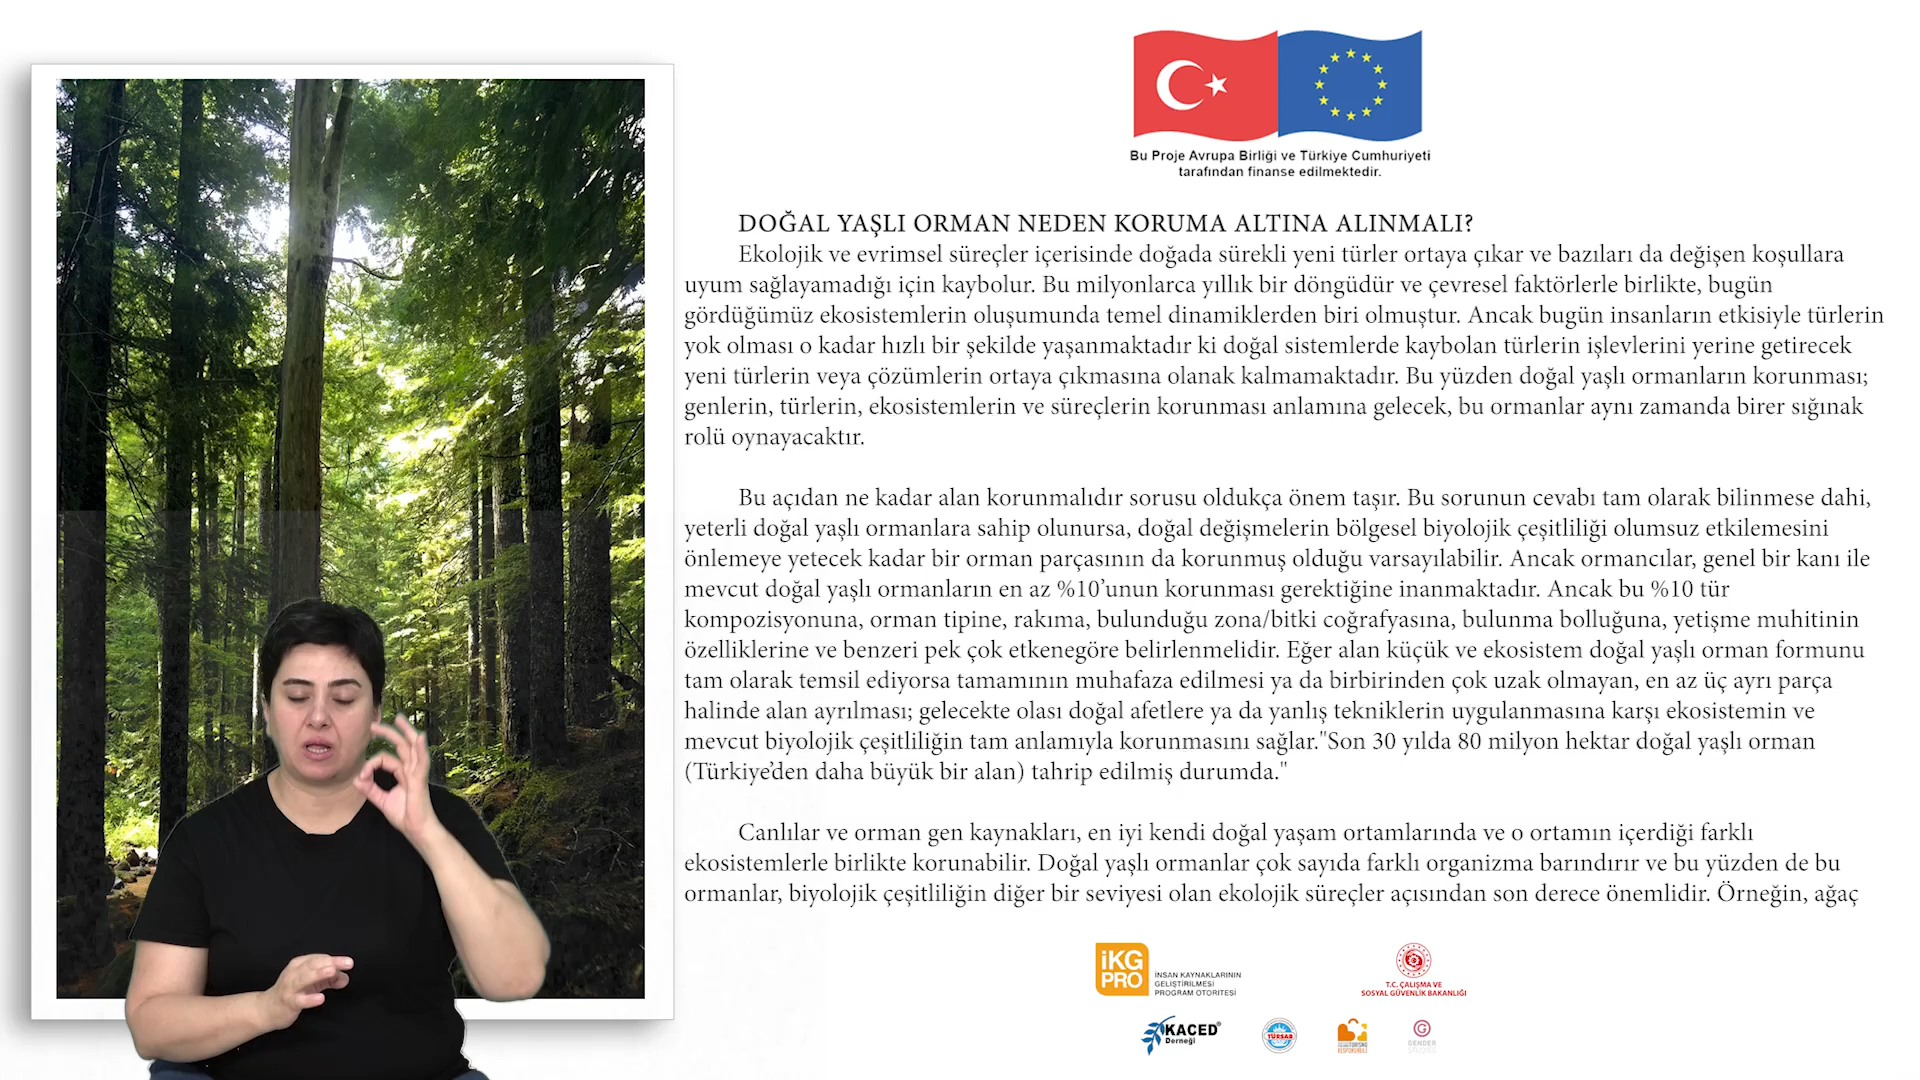 Bu Proje Avrupa Birliği ve Türkiye Cumhuriyeti
tarafından finanse edilmektedir.
DOĞAL YAŞLI ORMAN NEDEN KORUMA ALTINA ALINMALI?
Ekolojik ve evrimsel süreçler içerisinde doğada sürekli yeni türler ortaya çıkar ve bazıları da değişen koşullara
uyum sağlayamadığı için kaybolur. Bu milyonlarca yıllık bir döngüdür ve çevresel faktörlerle birlikte, bugün
gördüğümüz ekosistemlerin oluşumunda temel dinamiklerden biri olmuştur. Ancak bugün insanların etkisiyle türlerin
yok olması o kadar hızlı bir şekilde yaşanmaktadır ki doğal sistemlerde kaybolan türlerin işlevlerini yerine getirecek
yeni türlerin veya çözümlerin ortaya çıkmasına olanak kalmamaktadır. Bu yüzden doğal yaşlı ormanların korunması;
genlerin, türlerin, ekosistemlerin ve süreçlerin korunması anlamına gelecek, bu ormanlar aynı zamanda birer sığınak
rolü oynayacaktır.
Bu açıdan ne kadar alan korunmalıdır sorusu oldukça önem taşır. Bu sorunun cevabı tam olarak bilinmese dahi,
yeterli doğal yaşlı ormanlara sahip olunursa, doğal değişmelerin bölgesel biyolojik çeşitliliği olumsuz etkilemesini
önlemeye yetecek kadar bir orman parçasının da korunmuş olduğu varsayılabilir. Ancak ormancılar, genel bir kanı ile
mevcut doğal yaşlı ormanların en az %10’unun korunması gerektiğine inanmaktadır. Ancak bu %10 tür
kompozisyonuna, orman tipine, rakıma, bulunduğu zona/bitki coğrafyasına, bulunma bolluğuna, yetişme muhitinin
özelliklerine ve benzeri pek çok etkenegöre belirlenmelidir. Eğer alan küçük ve ekosistem doğal yaşlı orman formunu
tam olarak temsil ediyorsa tamamının muhafaza edilmesi ya da birbirinden çok uzak olmayan, en az üç ayrı parça
halinde alan ayrılması; gelecekte olası doğal afetlere ya da yanlış tekniklerin uygulanmasına karşı ekosistemin ve
mevcut biyolojik çeşitliliğin tam anlamıyla korunmasını sağlar."Son 30 yılda 80 milyon hektar doğal yaşlı orman
(Türkiye’den daha büyük bir alan) tahrip edilmiş durumda."
Canlılar ve orman gen kaynakları, en iyi kendi doğal yaşam ortamlarında ve o ortamın içerdiği farklı
ekosistemlerle birlikte korunabilir. Doğal yaşlı ormanlar çok sayıda farklı organizma barındırır ve bu yüzden de bu
ormanlar, biyolojik çeşitliliğin diğer bir seviyesi olan ekolojik süreçler açısından son derece önemlidir. Örneğin, ağaç
iKG
PRO
İNSAN KAYNAKLARININ
GELİŞTİRİLMESİ
PROGRAM OTORİTESİ
T.C. ÇALIŞMA VE
SOSYAL GÜVENLİK BAKANLIĞI
KACED®
Derneği
TÜRSAB
G
GENDER